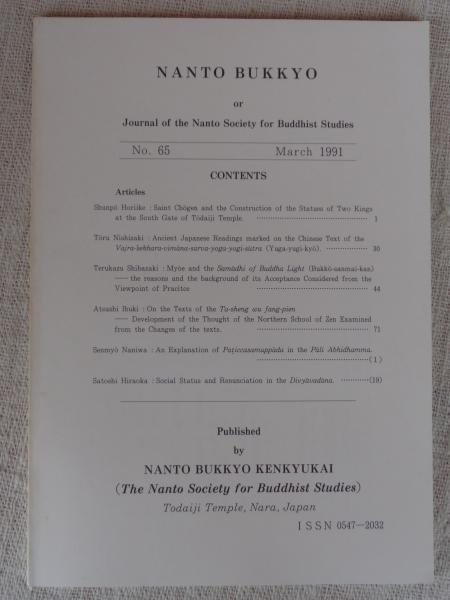 NANTO BUKKYO
or
Journal of the Nanto Society for Buddhist Studies
No. 65 March 1991
CONTENTS
Articles
Shunpō Horiike : Saint Chōgen and the Construction of the Statues of Two Kings
at the South Gate of Tōdaiji Temple. ……………………………… 1
Tōru Nishizaki : Ancient Japanese Readings marked on the Chinese Text of the
Vajra-śekhara-vimāna-sarva-yoga-yogi-sūtra (Yuga-yugi-kyō). ……………… 30
Terukazu Shibazaki : Myōe and the Samādhi of Buddha Light (Bukkō-zanmai-kan)
— the reasons and the background of its Acceptance Considered from the
Viewpoint of Pracitce ……………………………… 44
Atsushi Ibuki : On the Texts of the Ta-sheng wu fang-pien
— Development of the Thought of the Northern School of Zen Examined
from the Changes of the texts. ……………………………… 71
Senmyō Naniwa : An Explanation of Paṭiccasamuppāda in the Pāli Abhidhamma.
………………………………( 1 )
Satoshi Hiraoka : Social Status and Renunciation in the Divyāvadāna. …………(19)
Published
by
NANTO BUKKYO KENKYUKAI
(The Nanto Society for Buddhist Studies)
Todaiji Temple, Nara, Japan
ISSN 0547—2032